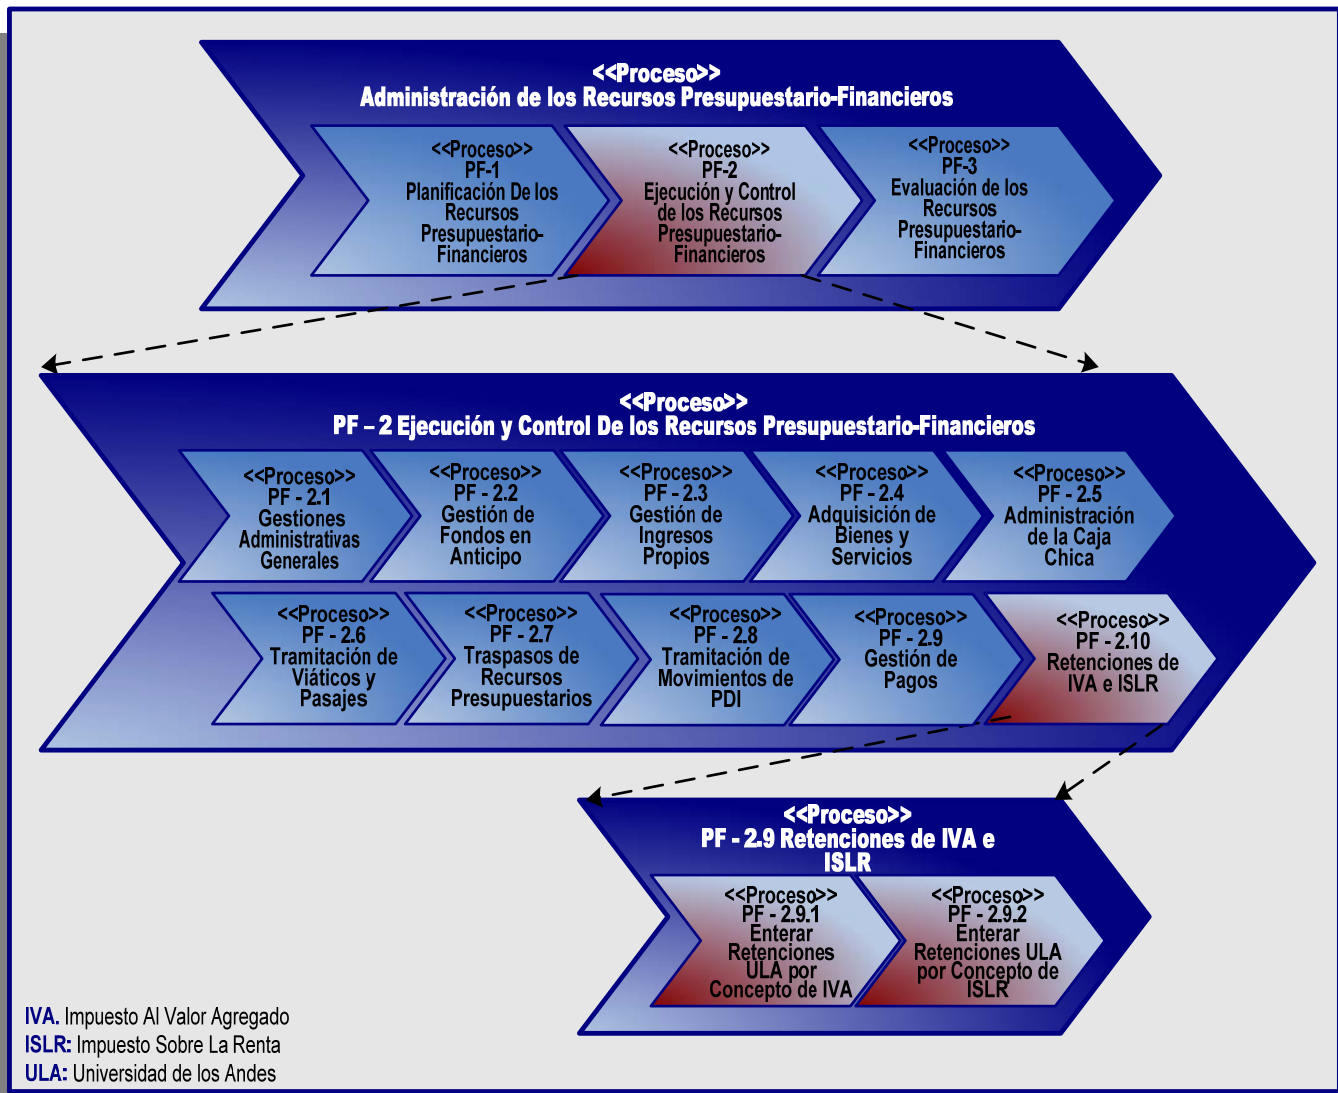 <<Proceso>>
Administración de los Recursos Presupuestario-Financieros
<<Proceso>>
PF-1
Planificación De los
Recursos
Presupuestario-
Financieros
<<Proceso>>
PF-2
Ejecución y Control
de los Recursos
Presupuestario-
Financieros
<<Proceso>>
PF-3
Evaluación de los
Recursos
Presupuestario-
Financieros
<<Proceso>>
PF – 2 Ejecución y Control De los Recursos Presupuestario-Financieros
<<Proceso>>
PF - 2.1
Gestiones
Administrativas
Generales
<<Proceso>>
PF - 2.2
Gestión de
Fondos en
Anticipo
<<Proceso>>
PF - 2.3
Gestión de
Ingresos
Propios
<<Proceso>>
PF - 2.4
Adquisición de
Bienes y
Servicios
<<Proceso>>
PF - 2.5
Administración
de la Caja
Chica
<<Proceso>>
PF - 2.6
Tramitación de
Viáticos y
Pasajes
<<Proceso>>
PF - 2.7
Traspasos de
Recursos
Presupuestarios
<<Proceso>>
PF - 2.8
Tramitación de
Movimientos de
PDI
<<Proceso>>
PF - 2.9
Gestión de
Pagos
<<Proceso>>
PF - 2.10
Retenciones de
IVA e ISLR
<<Proceso>>
PF - 2.9 Retenciones de IVA e
ISLR
<<Proceso>>
PF - 2.9.1
Enterar
Retenciones
ULA por
Concepto de IVA
<<Proceso>>
PF - 2.9.2
Enterar
Retenciones ULA
por Concepto de
ISLR
IVA. Impuesto Al Valor Agregado
ISLR: Impuesto Sobre La Renta
ULA: Universidad de los Andes